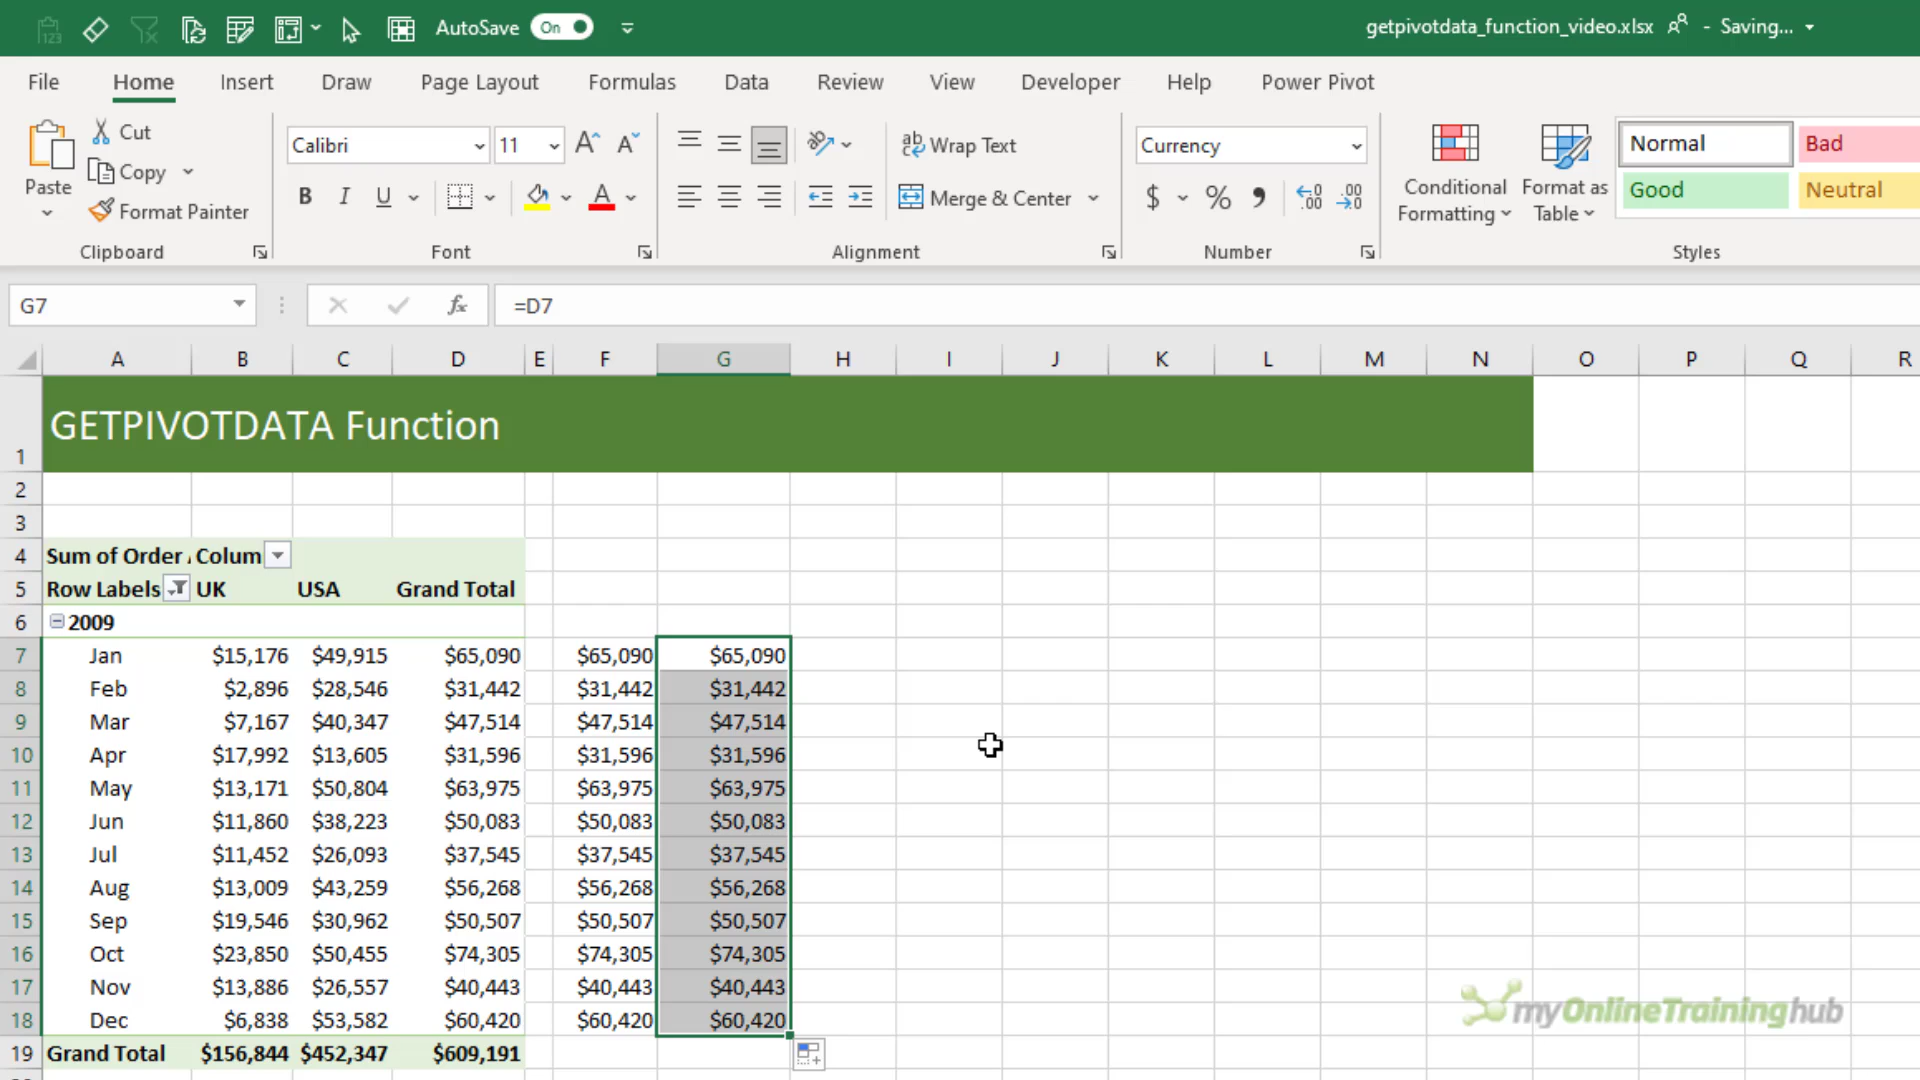 AutoSave On getpivotdata_function_video.xlsx - Saving...
File Home Insert Draw Page Layout Formulas Data Review View Developer Help Power Pivot
Paste Cut Copy Format Painter Clipboard
Calibri 11 B I U A Font
Wrap Text Merge & Center Alignment
Currency $ % Number
Conditional Formatting Format as Table Normal Bad Good Neutral Styles
G7 fx =D7
A B C D E F G H I J K L M N O P Q R
1 GETPIVOTDATA Function
2
3
4 Sum of Order Colum
5 Row Labels UK USA Grand Total
6 2009
7 Jan $15,176 $49,915 $65,090 $65,090 $65,090
8 Feb $2,896 $28,546 $31,442 $31,442 $31,442
9 Mar $7,167 $40,347 $47,514 $47,514 $47,514
10 Apr $17,992 $13,605 $31,596 $31,596 $31,596
11 May $13,171 $50,804 $63,975 $63,975 $63,975
12 Jun $11,860 $38,223 $50,083 $50,083 $50,083
13 Jul $11,452 $26,093 $37,545 $37,545 $37,545
14 Aug $13,009 $43,259 $56,268 $56,268 $56,268
15 Sep $19,546 $30,962 $50,507 $50,507 $50,507
16 Oct $23,850 $50,455 $74,305 $74,305 $74,305
17 Nov $13,886 $26,557 $40,443 $40,443 $40,443
18 Dec $6,838 $53,582 $60,420 $60,420 $60,420
19 Grand Total $156,844 $452,347 $609,191
myOnlineTraininghub